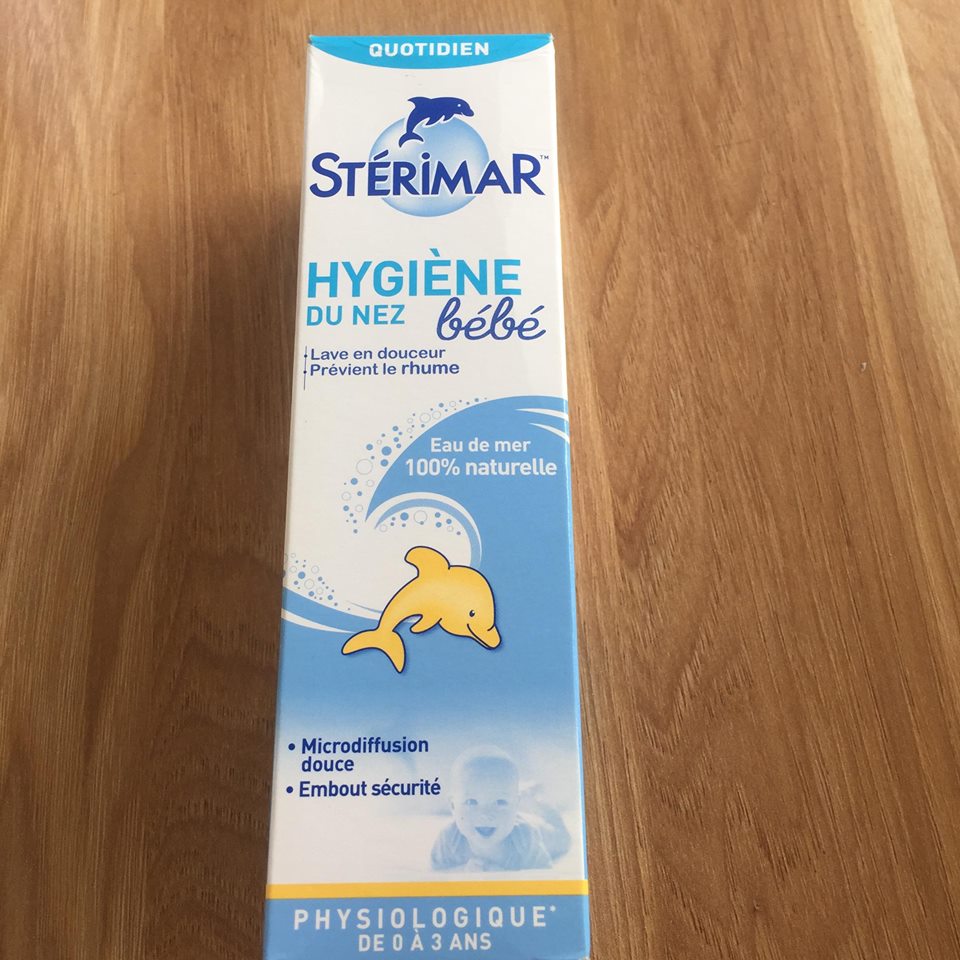 QUOTIDIEN
STÉRIMAR™
HYGIÈNE
DU NEZ bébé
Lave en douceur
Prévient le rhume
Eau de mer
100% naturelle
• Microdiffusion
douce
• Embout sécurité
PHYSIOLOGIQUE*
DE 0 À 3 ANS